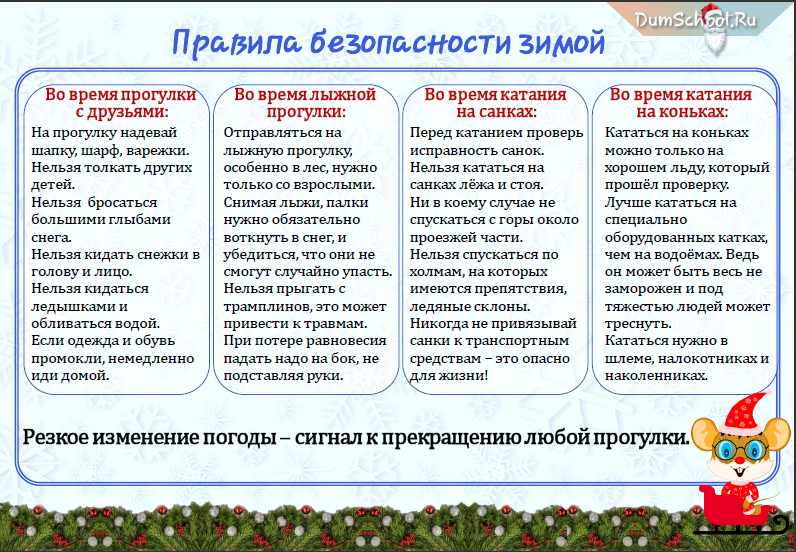 DumSchool.Ru
Правила безопасности зимой
Во время прогулки
с друзьями:
На прогулку надевай
шапку, шарф, варежки.
Нельзя толкать других
детей.
Нельзя бросаться
большими глыбами
снега.
Нельзя кидать снежки в
голову и лицо.
Нельзя кидаться
ледышками и
обливаться водой.
Если одежда и обувь
промокли, немедленно
иди домой.
Во время лыжной
прогулки:
Отправляться на
лыжную прогулку,
особенно в лес, нужно
только со взрослыми.
Снимая лыжи, палки
нужно обязательно
воткнуть в снег, и
убедиться, что они не
смогут случайно упасть.
Нельзя прыгать с
трамплинов, это может
привести к травмам.
При потере равновесия
падать надо на бок, не
подставляя руки.
Во время катания
на санках:
Перед катанием проверь
исправность санок.
Нельзя кататься на
санках лёжа и стоя.
Ни в коему случае не
спускаться с горы около
проезжей части.
Нельзя спускаться по
холмам, на которых
имеются препятствия,
ледяные склоны.
Никогда не привязывай
санки к транспортным
средствам – это опасно
для жизни!
Во время катания
на коньках:
Кататься на коньках
можно только на
хорошем льду, который
прошёл проверку.
Лучше кататься на
специально
оборудованных катках,
чем на водоёмах. Ведь
он может быть весь не
заморожен и под
тяжестью людей может
треснуть.
Кататься нужно в
шлеме, налокотниках и
наколенниках.
Резкое изменение погоды – сигнал к прекращению любой прогулки.